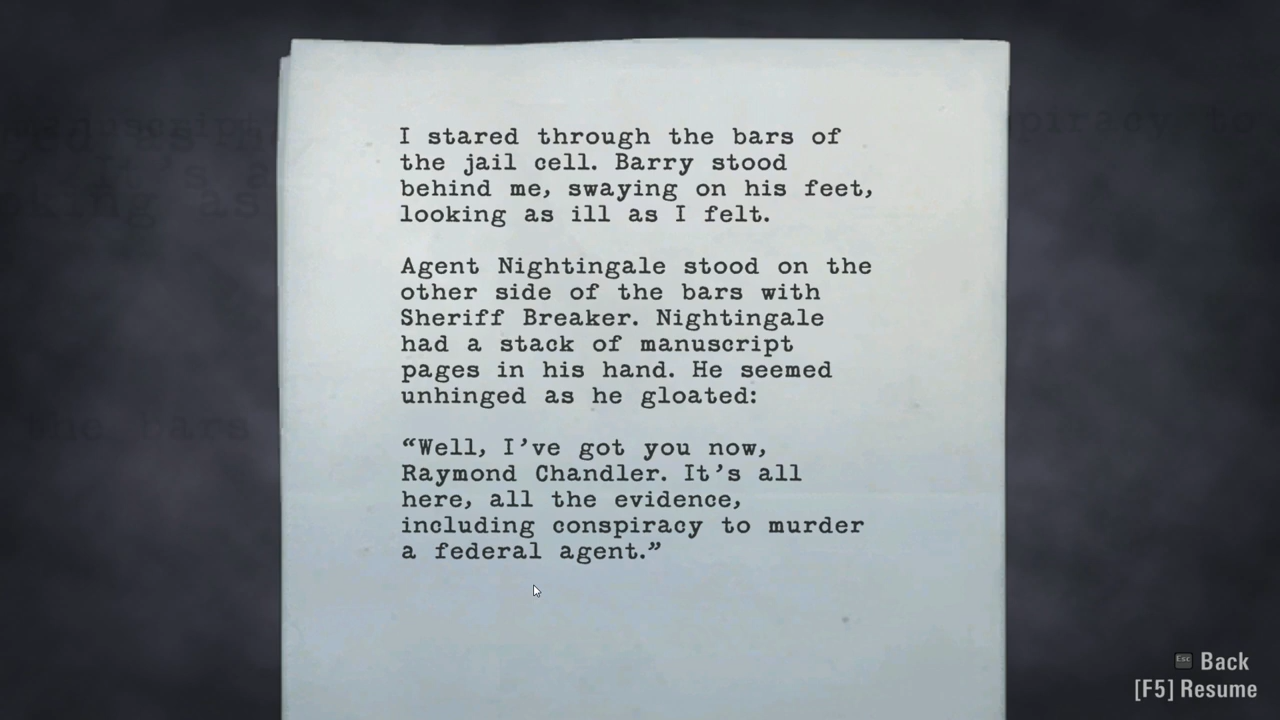 I stared through the bars of
the jail cell. Barry stood
behind me, swaying on his feet,
looking as ill as I felt.
Agent Nightingale stood on the
other side of the bars with
Sheriff Breaker. Nightingale
had a stack of manuscript
pages in his hand. He seemed
unhinged as he gloated:
“Well, I’ve got you now,
Raymond Chandler. It’s all
here, all the evidence,
including conspiracy to murder
a federal agent.”
Esc Back
[F5] Resume